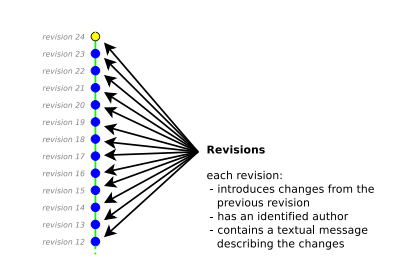 revision 24
revision 23
revision 22
revision 21
revision 20
revision 19
revision 18
revision 17
revision 16
revision 15
revision 14
revision 13
revision 12
Revisions
each revision:
- introduces changes from the
previous revision
- has an identified author
- contains a textual message
describing the changes